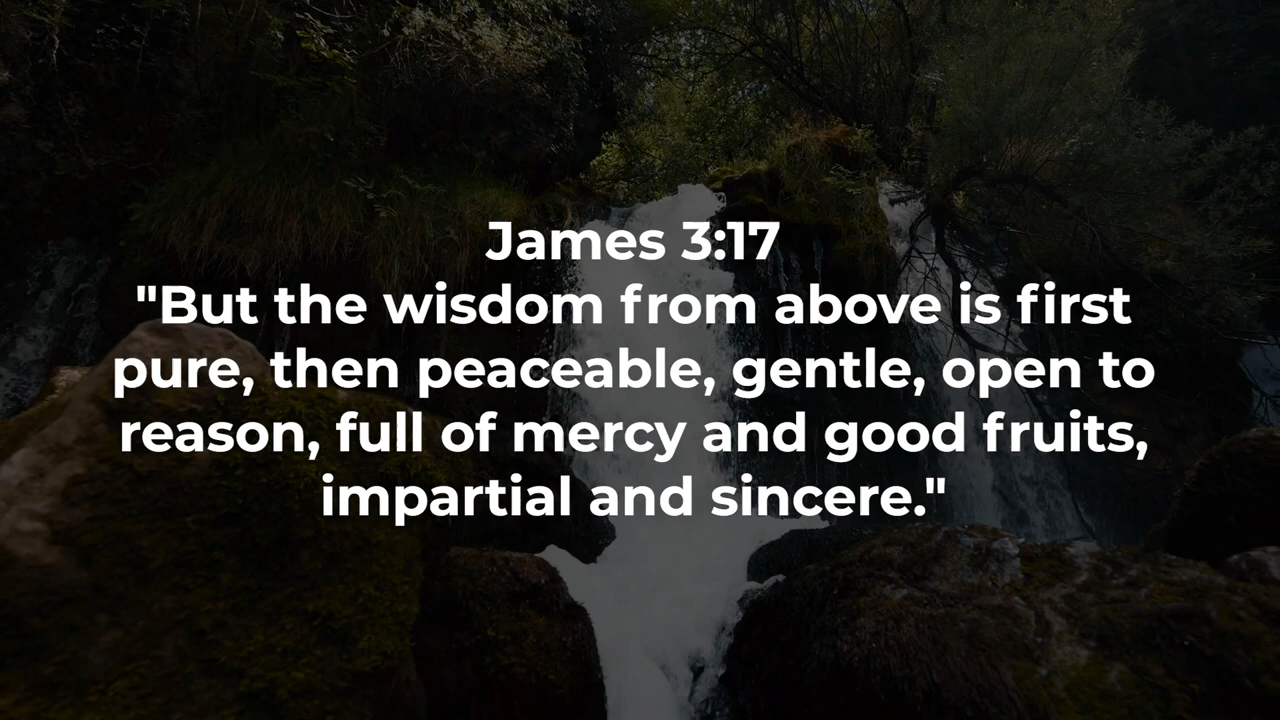 James 3:17
"But the wisdom from above is first
pure, then peaceable, gentle, open to
reason, full of mercy and good fruits,
impartial and sincere."